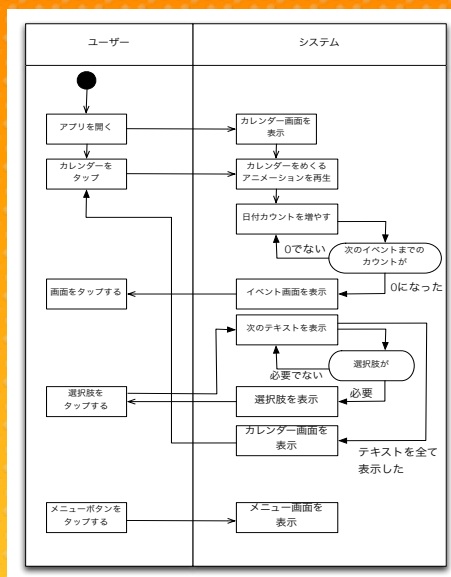 ユーザー
システム
アプリを開く
カレンダー画面を
表示
カレンダーを
タップ
カレンダーをめくる
アニメーションを再生
日付カウントを増やす
0でない
次のイベントまでの
カウントが
0になった
画面をタップする
イベント画面を表示
次のテキストを表示
選択肢が
必要でない
必要
選択肢を
タップする
選択肢を表示
カレンダー画面を
表示
テキストを全て
表示した
メニューボタンを
タップする
メニュー画面を
表示